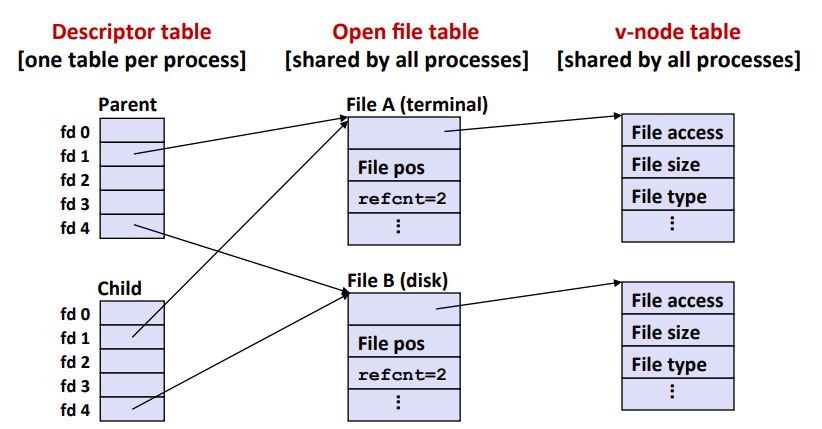 Descriptor table
[one table per process]
Open file table
[shared by all processes]
v-node table
[shared by all processes]
Parent
fd 0
fd 1
fd 2
fd 3
fd 4
Child
fd 0
fd 1
fd 2
fd 3
fd 4
File A (terminal)
File pos
refcnt=2
⋮
File B (disk)
File pos
refcnt=2
⋮
File access
File size
File type
⋮
File access
File size
File type
⋮